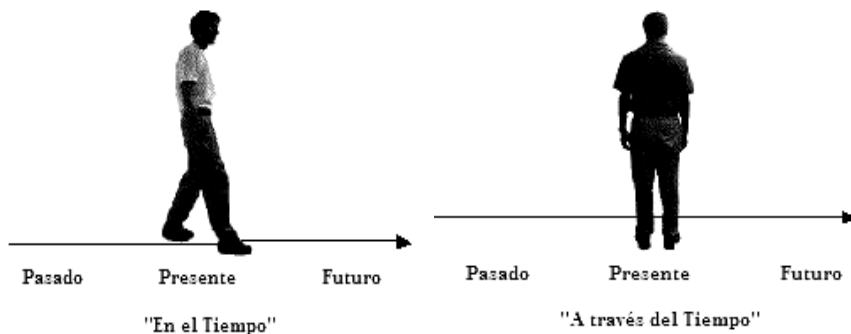 Pasado Presente Futuro
"En el Tiempo"
Pasado Presente Futuro
"A través del Tiempo"